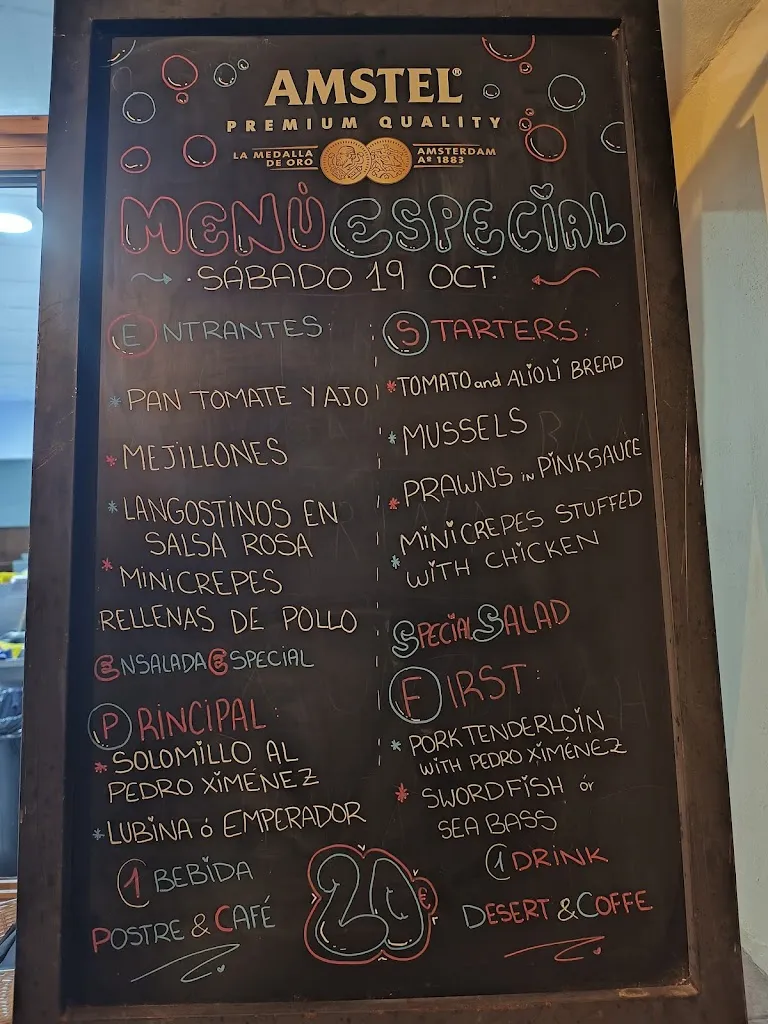 AMSTEL®
PREMIUM QUALITY
LA MEDALLA
DE ORO
AMSTERDAM
Aº 1883
MENÚ ESPECIAL
·SÁBADO 19 OCT·
ENTRANTES:
* PAN TOMATE Y AJO
* MEJILLONES
* LANGOSTINOS EN
SALSA ROSA
* MINICREPES
RELLENAS DE POLLO
ENSALADA ESPECIAL
PRINCIPAL:
* SOLOMILLO AL
PEDRO XIMÉNEZ
* LUBINA ó EMPERADOR
1 BEBIDA
POSTRE & CAFÉ
STARTERS:
* TOMATO and ALIOLI BREAD
* MUSSELS
* PRAWNS in PINKSAUCE
* MINICREPES STUFFED
WITH CHICKEN
SPECIAL SALAD
FIRST:
* PORK TENDERLOIN
WITH PEDRO XIMÉNEZ
* SWORDFISH ór
SEA BASS
1 DRINK
DESERT & COFFE
20€